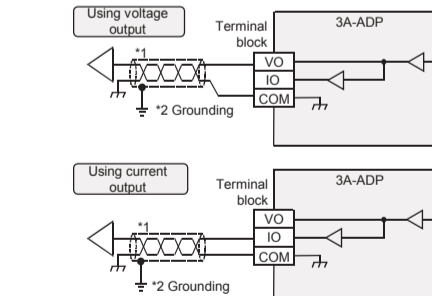 Using voltage
output
Terminal
block
3A-ADP
*1
VO
IO
COM
*2 Grounding
Using current
output
Terminal
block
3A-ADP
*1
VO
IO
COM
*2 Grounding